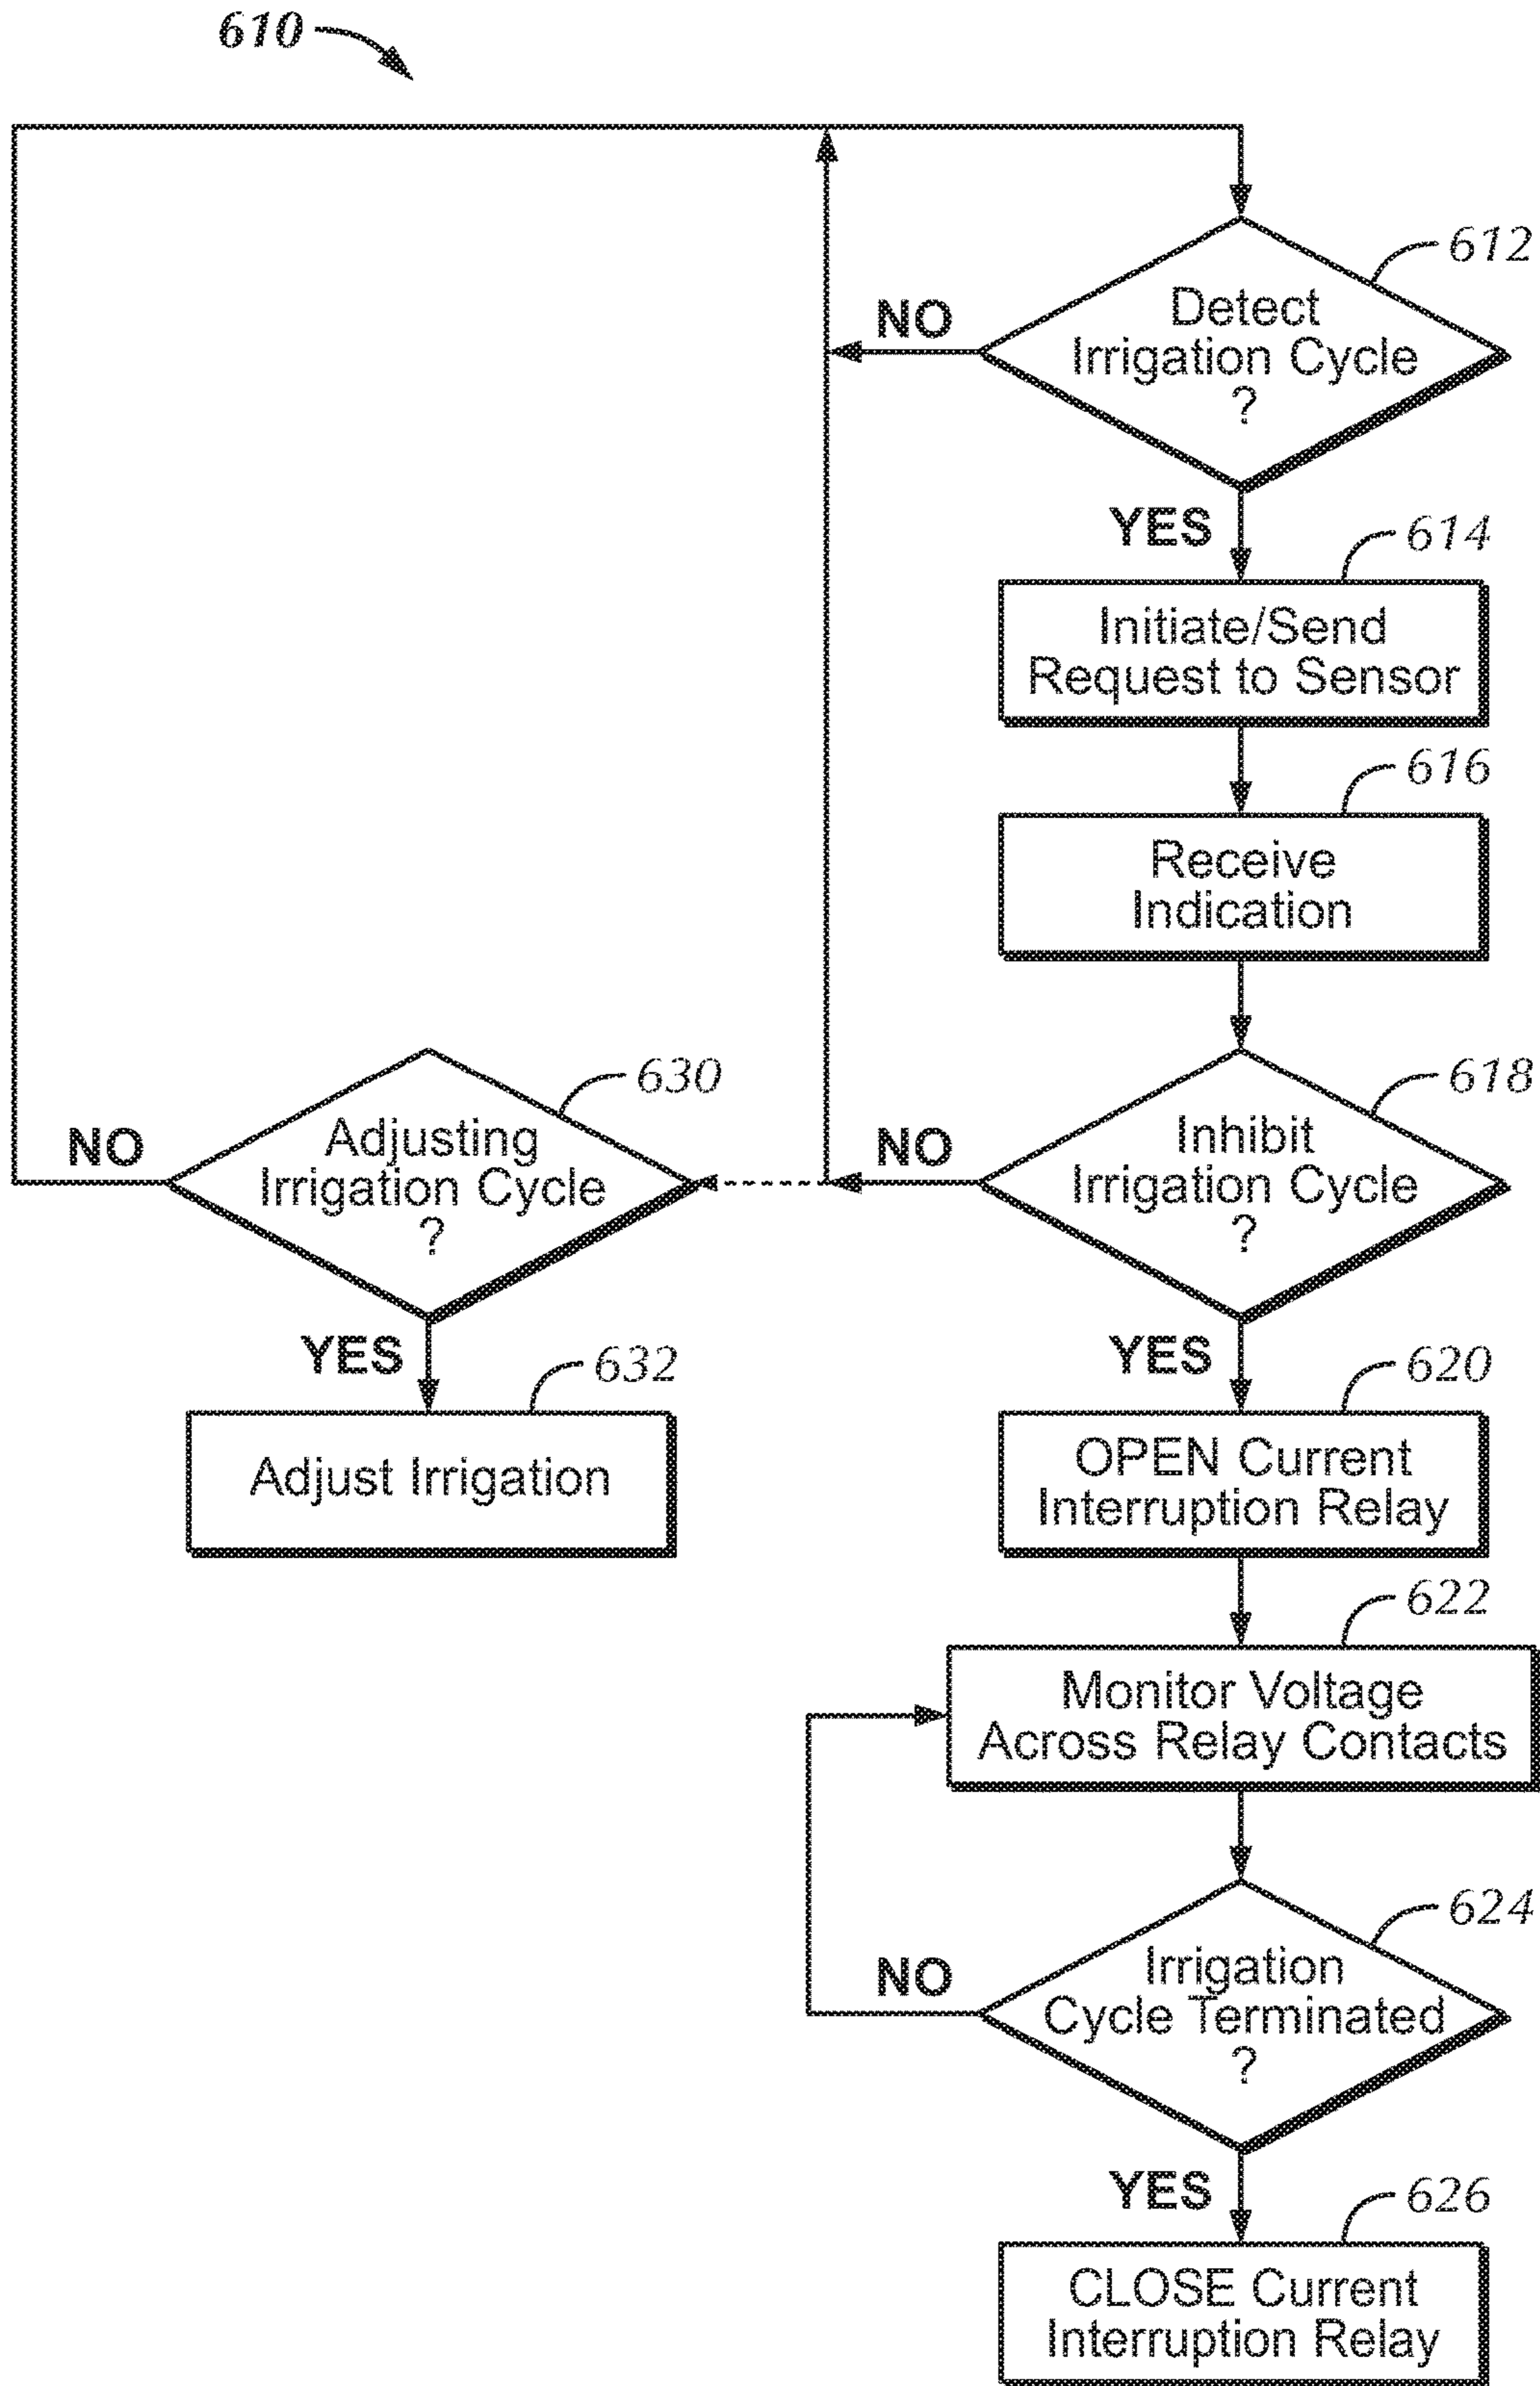 610
612
Detect
Irrigation Cycle
?
NO
YES
614
Initiate/Send
Request to Sensor
616
Receive
Indication
618
Inhibit
Irrigation Cycle
?
NO
630
Adjusting
Irrigation Cycle
?
NO
YES
632
Adjust Irrigation
YES
620
OPEN Current
Interruption Relay
622
Monitor Voltage
Across Relay Contacts
624
Irrigation
Cycle Terminated
?
NO
YES
626
CLOSE Current
Interruption Relay